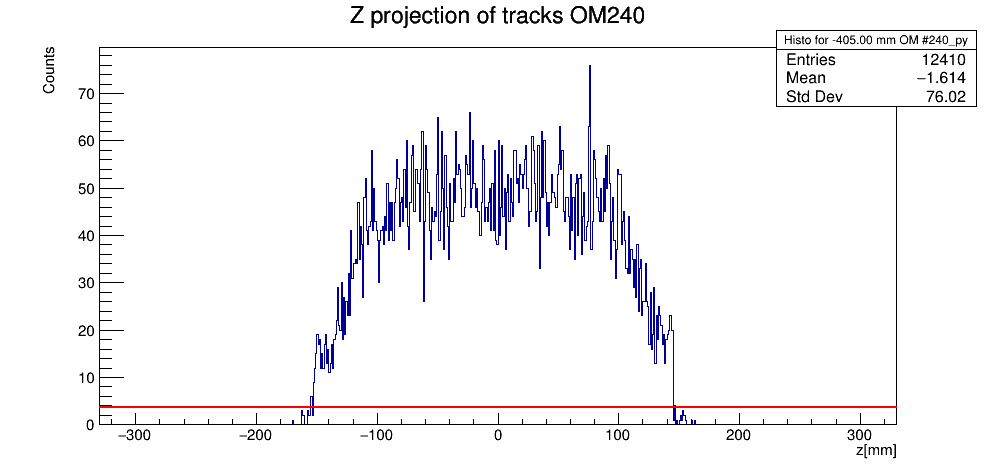 Z projection of tracks OM240
Histo for -405.00 mm OM #240_py
Entries 12410
Mean −1.614
Std Dev 76.02
Counts
70
60
50
40
30
20
10
0
−300 −200 −100 0 100 200 300
z[mm]